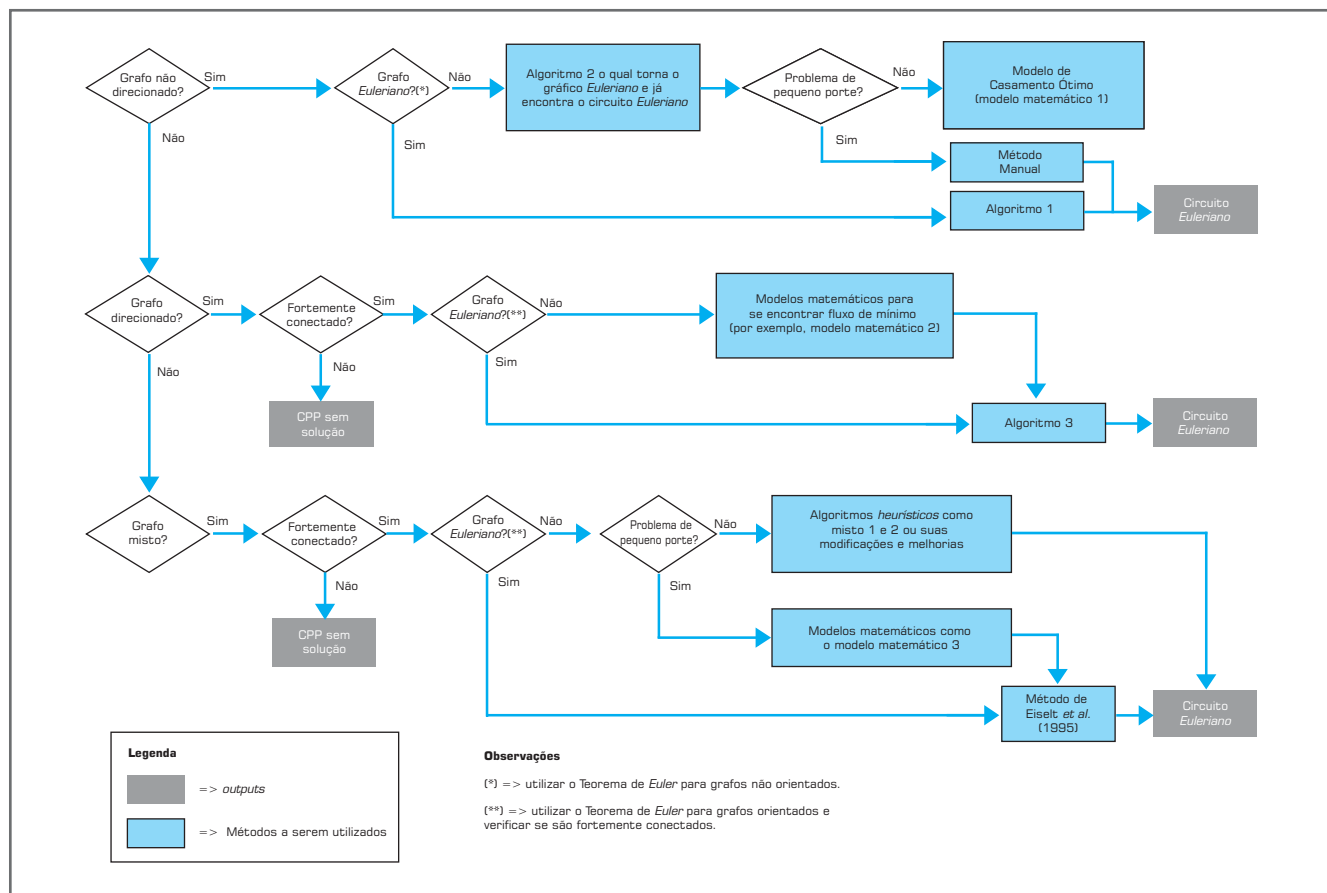 Grafo não
direcionado?
Sim
Não
Grafo
Euleriano?(*)
Não
Sim
Algoritmo 2 o qual torna o
gráfico Euleriano e já
encontra o circuito Euleriano
Problema de
pequeno porte?
Não
Sim
Modelo de
Casamento Ótimo
(modelo matemático 1)
Método
Manual
Algoritmo 1
Circuito
Euleriano
Grafo
direcionado?
Sim
Não
Fortemente
conectado?
Sim
Não
CPP sem
solução
Grafo
Euleriano?(**)
Não
Sim
Modelos matemáticos para
se encontrar fluxo de mínimo
(por exemplo, modelo matemático 2)
Algoritmo 3
Circuito
Euleriano
Grafo
misto?
Sim
Fortemente
conectado?
Sim
Não
CPP sem
solução
Grafo
Euleriano?(**)
Não
Sim
Problema de
pequeno porte?
Não
Sim
Algoritmos heurísticos como
misto 1 e 2 ou suas
modificações e melhorias
Modelos matemáticos como
o modelo matemático 3
Método de
Eiselt et al.
(1995)
Circuito
Euleriano
Legenda
=> outputs
=> Métodos a serem utilizados
Observações
(*) => utilizar o Teorema de Euler para grafos não orientados.
(**) => utilizar o Teorema de Euler para grafos orientados e
verificar se são fortemente conectados.